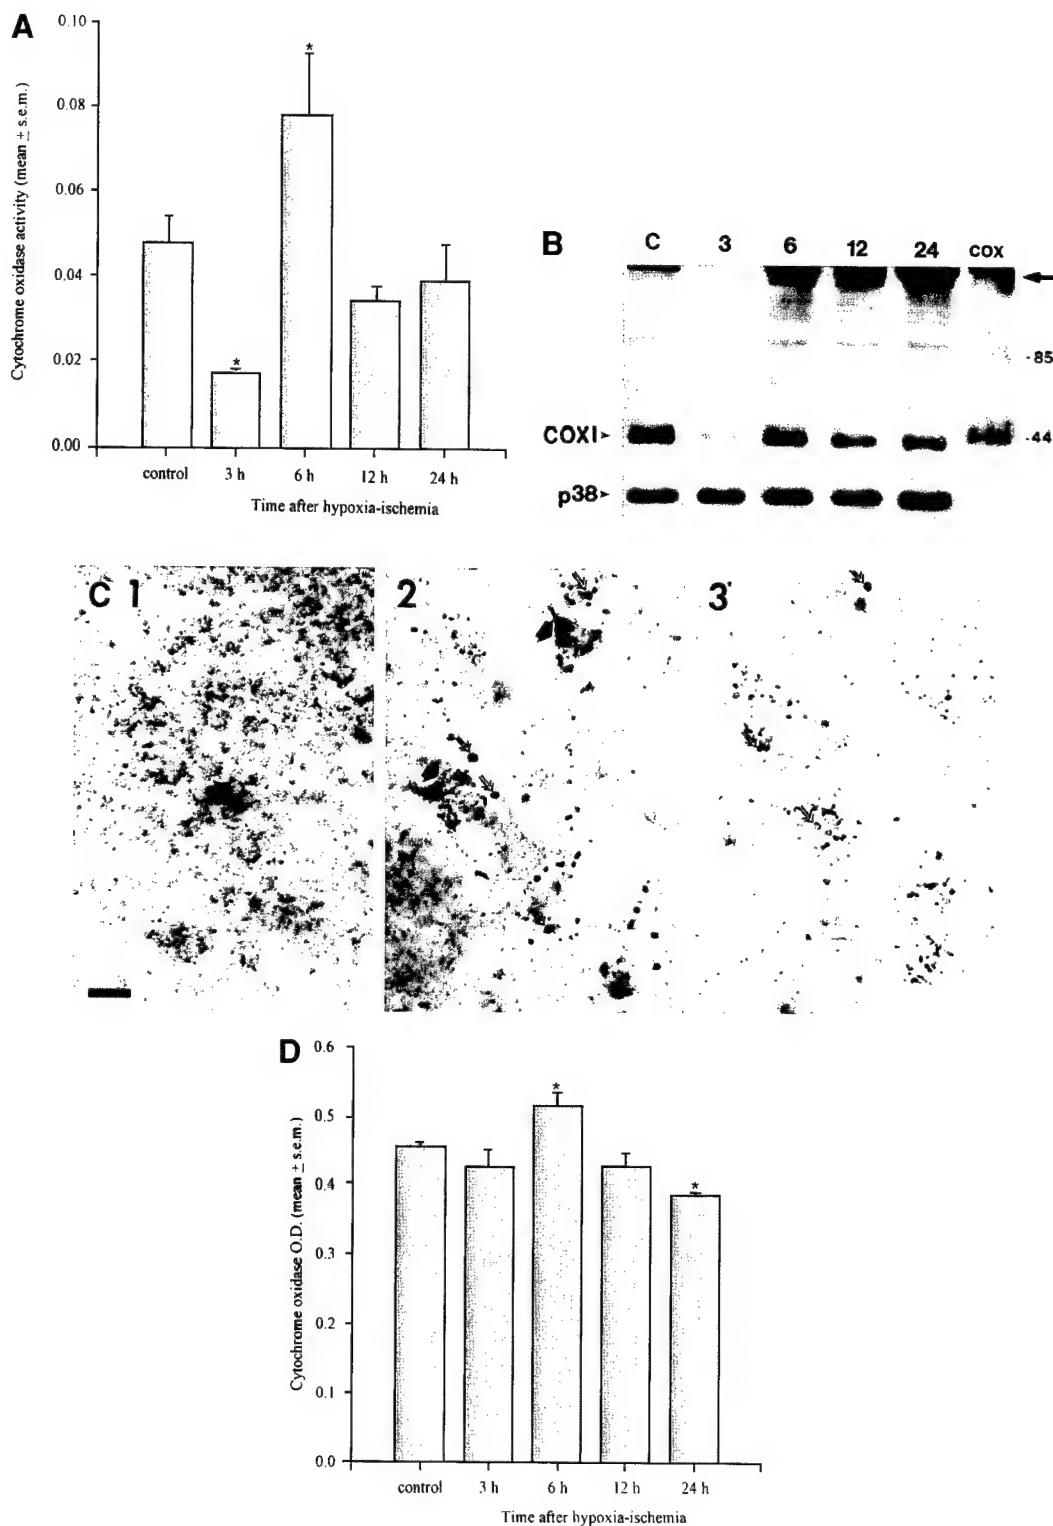 A
Cytochrome oxidase activity (mean ± s.e.m.)
0.10
0.08
0.06
0.04
0.02
0.00
*
*
control 3 h 6 h 12 h 24 h
Time after hypoxia-ischemia
B
C 3 6 12 24 cox
-85
COXI
-44
p38
C 1
2
3
D
Cytochrome oxidase O.D. (mean ± s.e.m.)
0.6
0.5
0.4
0.3
0.2
0.1
0.0
*
*
control 3 h 6 h 12 h 24 h
Time after hypoxia-ischemia